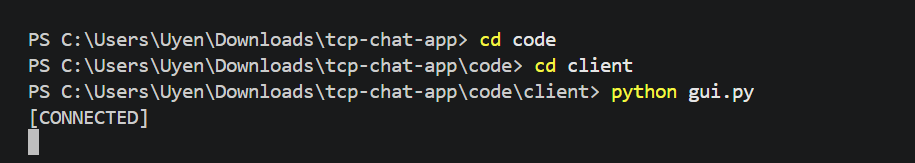 PS C:\Users\Uyen\Downloads\tcp-chat-app> cd code
PS C:\Users\Uyen\Downloads\tcp-chat-app\code> cd client
PS C:\Users\Uyen\Downloads\tcp-chat-app\code\client> python gui.py
[CONNECTED]